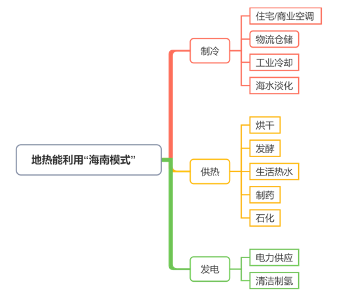 地热能利用“海南模式”
制冷
住宅/商业空调
物流仓储
工业冷却
海水淡化
供热
烘干
发酵
生活热水
制药
石化
发电
电力供应
清洁制氢